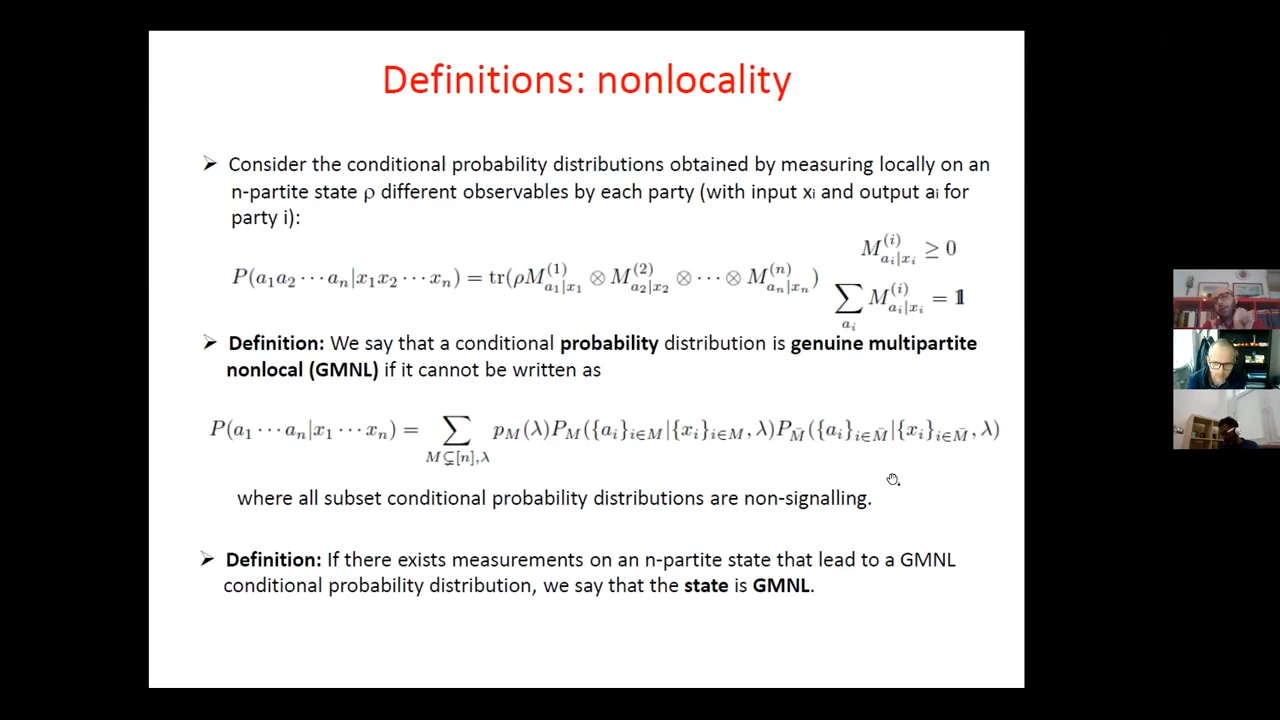 Definitions: nonlocality
➢ Consider the conditional probability distributions obtained by measuring locally on an
n-partite state ρ different observables by each party (with input xᵢ and output aᵢ for
party i):
P(a₁a₂ ⋯ aₙ|x₁x₂ ⋯ xₙ) = tr(ρM^{(1)}_{a₁|x₁} ⊗ M^{(2)}_{a₂|x₂} ⊗ ⋯ ⊗ M^{(n)}_{aₙ|xₙ})
M^{(i)}_{aᵢ|xᵢ} ≥ 0
∑_{aᵢ} M^{(i)}_{aᵢ|xᵢ} = 𝟙
➢ Definition: We say that a conditional probability distribution is genuine multipartite
nonlocal (GMNL) if it cannot be written as
P(a₁ ⋯ aₙ|x₁ ⋯ xₙ) = ∑_{M⊊[n],λ} p_M(λ)P_M({aᵢ}_{i∈M}|{xᵢ}_{i∈M}, λ)P_{M̄}({aᵢ}_{i∈M̄}|{xᵢ}_{i∈M̄}, λ)
where all subset conditional probability distributions are non-signalling.
➢ Definition: If there exists measurements on an n-partite state that lead to a GMNL
conditional probability distribution, we say that the state is GMNL.